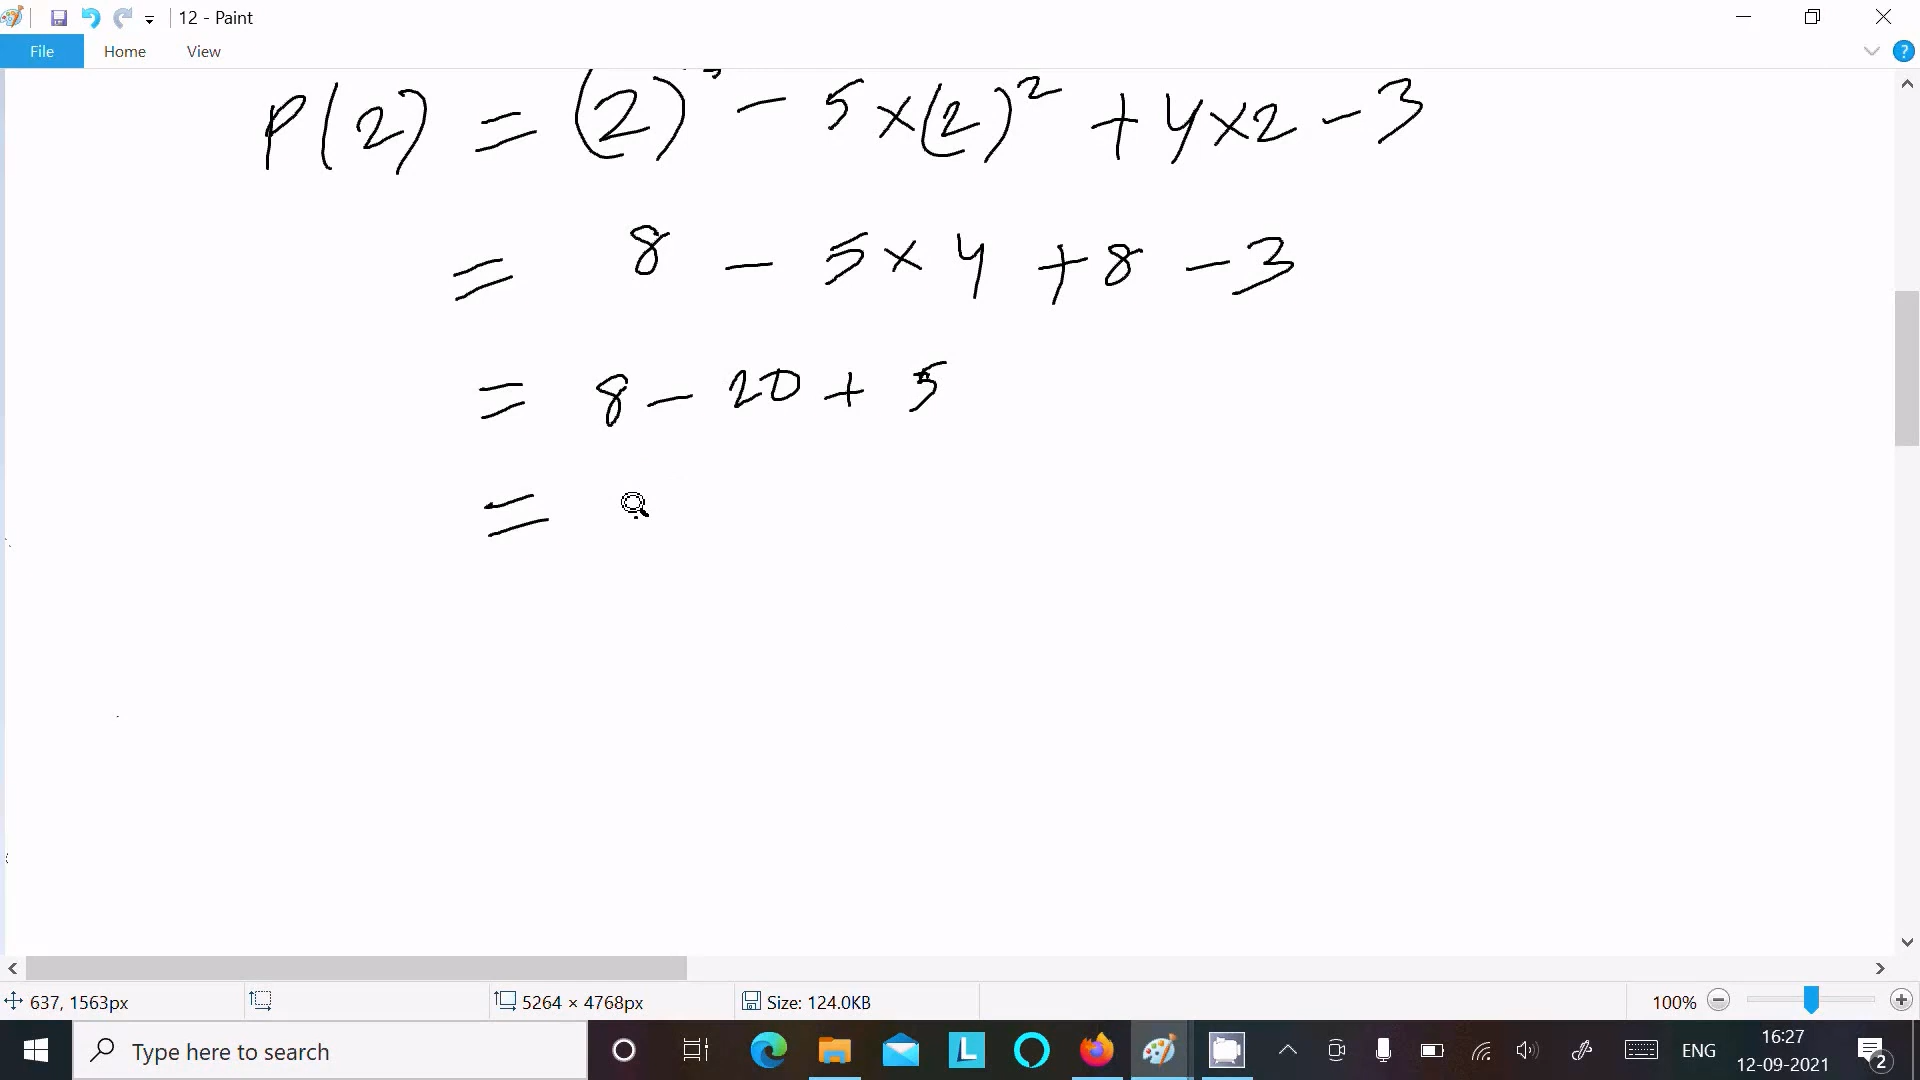 12 - Paint
File Home View
P(2) = (2)³ - 5×(2)² + 4×2 - 3
= 8 - 5×4 + 8 - 3
= 8 - 20 + 5
=
637, 1563px 5264 × 4768px Size: 124.0KB 100%
Type here to search
ENG
16:27
12-09-2021
2